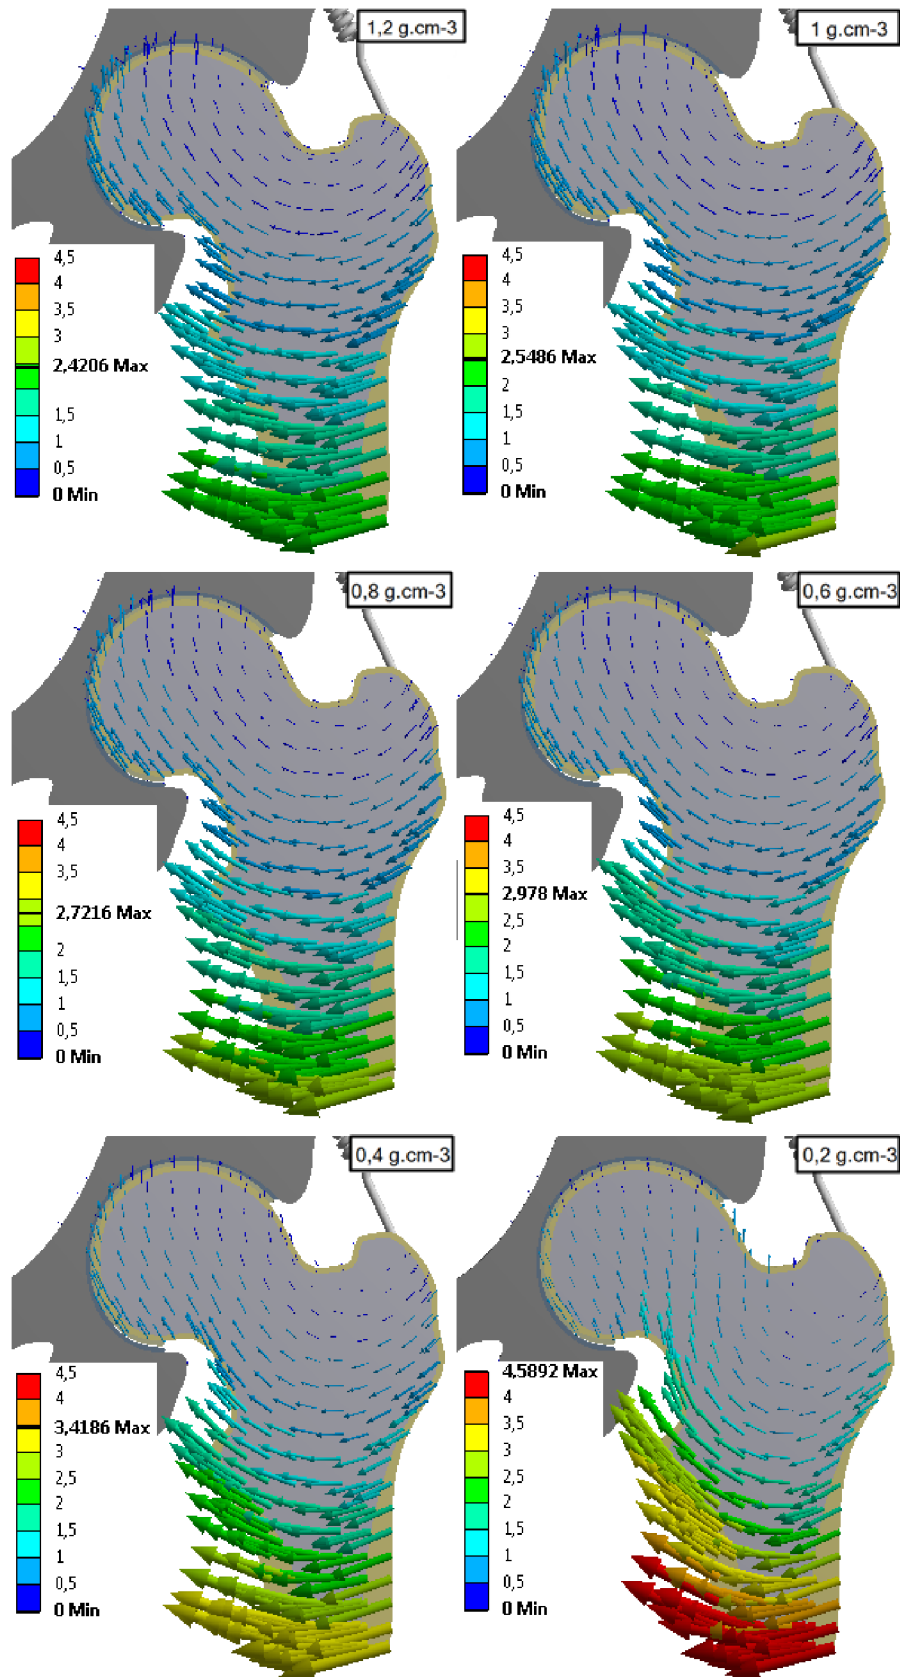 1,2 g.cm-3
4,5
4
3,5
3
2,4206 Max
1,5
1
0,5
0 Min
1 g.cm-3
4,5
4
3,5
3
2,5486 Max
2
1,5
1
0,5
0 Min
0,8 g.cm-3
4,5
4
3,5
2,7216 Max
2
1,5
1
0,5
0 Min
0,6 g.cm-3
4,5
4
3,5
2,978 Max
2,5
2
1,5
1
0,5
0 Min
0,4 g.cm-3
4,5
4
3,4186 Max
3
2,5
2
1,5
1
0,5
0 Min
0,2 g.cm-3
4,5892 Max
4
3,5
3
2,5
2
1,5
1
0,5
0 Min